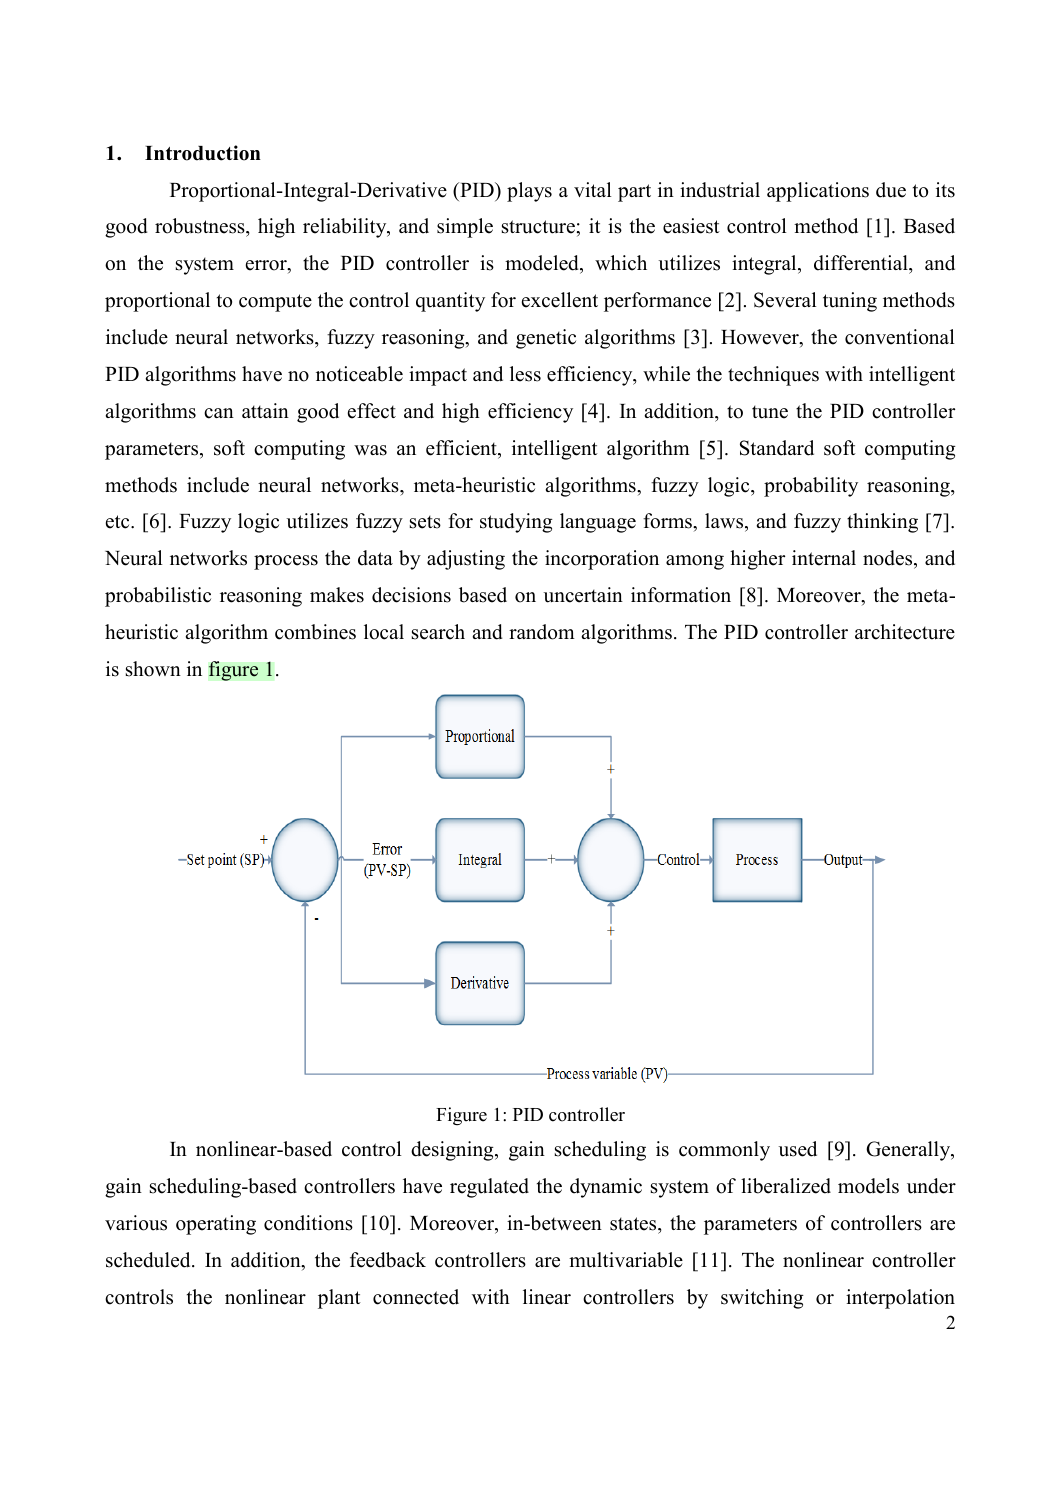 1. Introduction
Proportional-Integral-Derivative (PID) plays a vital part in industrial applications due to its
good robustness, high reliability, and simple structure; it is the easiest control method [1]. Based
on the system error, the PID controller is modeled, which utilizes integral, differential, and
proportional to compute the control quantity for excellent performance [2]. Several tuning methods
include neural networks, fuzzy reasoning, and genetic algorithms [3]. However, the conventional
PID algorithms have no noticeable impact and less efficiency, while the techniques with intelligent
algorithms can attain good effect and high efficiency [4]. In addition, to tune the PID controller
parameters, soft computing was an efficient, intelligent algorithm [5]. Standard soft computing
methods include neural networks, meta-heuristic algorithms, fuzzy logic, probability reasoning,
etc. [6]. Fuzzy logic utilizes fuzzy sets for studying language forms, laws, and fuzzy thinking [7].
Neural networks process the data by adjusting the incorporation among higher internal nodes, and
probabilistic reasoning makes decisions based on uncertain information [8]. Moreover, the meta-
heuristic algorithm combines local search and random algorithms. The PID controller architecture
is shown in figure 1.
Proportional
+
+
Set point (SP)
Error
(PV-SP)
Integral
+
Control
Process
Output
-
+
Derivative
Process variable (PV)
Figure 1: PID controller
In nonlinear-based control designing, gain scheduling is commonly used [9]. Generally,
gain scheduling-based controllers have regulated the dynamic system of liberalized models under
various operating conditions [10]. Moreover, in-between states, the parameters of controllers are
scheduled. In addition, the feedback controllers are multivariable [11]. The nonlinear controller
controls the nonlinear plant connected with linear controllers by switching or interpolation
2